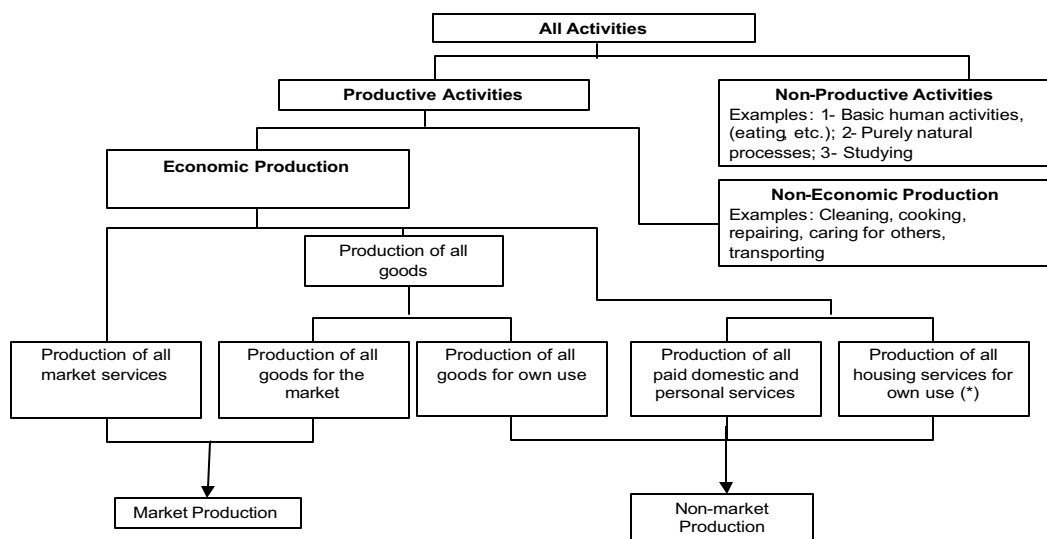 All Activities
Productive Activities
Non-Productive Activities
Examples: 1- Basic human activities,
(eating, etc.); 2- Purely natural
processes; 3- Studying
Economic Production
Non-Economic Production
Examples: Cleaning, cooking,
repairing, caring for others,
transporting
Production of all
goods
Production of all
market services
Production of all
goods for the
market
Production of all
goods for own use
Production of all
paid domestic and
personal services
Production of all
housing services for
own use (*)
Market Production
Non-market
Production